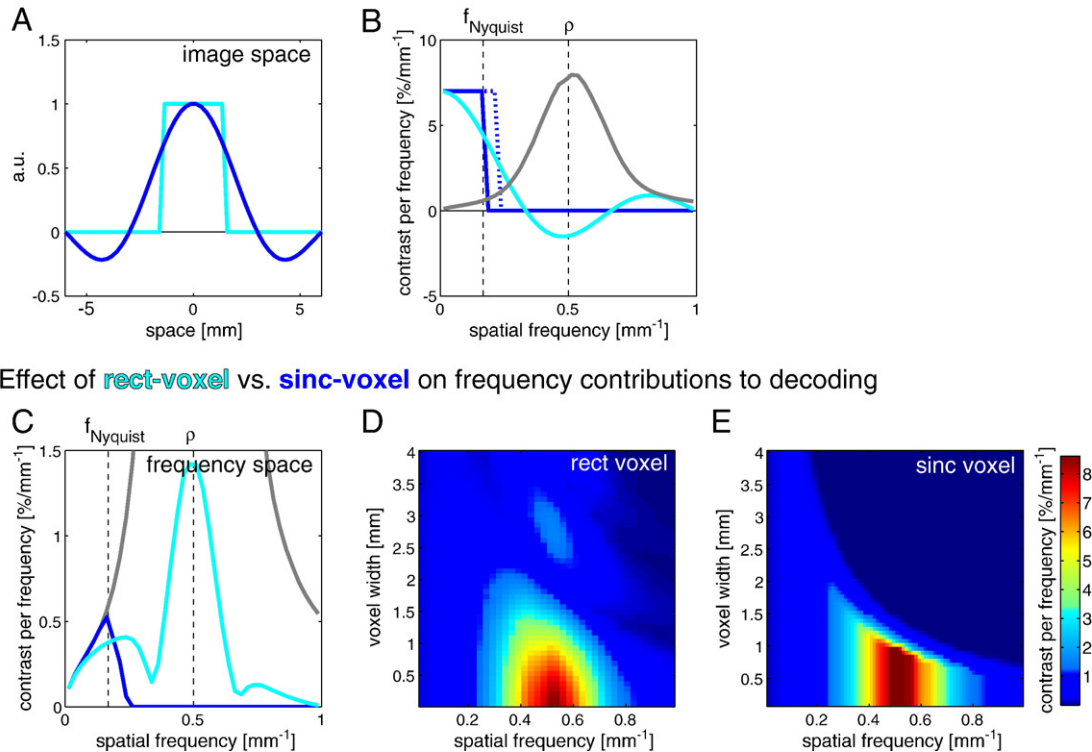 A
image space
1.5
1
0.5
0
-0.5
a.u.
-5 0 5
space [mm]
B
f Nyquist
ρ
10
5
0
-5
contrast per frequency [%/mm-1]
0 0.5 1
spatial frequency [mm-1]
Effect of rect-voxel vs. sinc-voxel on frequency contributions to decoding
C
f Nyquist
ρ
frequency space
1.5
1
0.5
0
contrast per frequency [%/mm-1]
0 0.5 1
spatial frequency [mm-1]
D
rect voxel
4
3.5
3
2.5
2
1.5
1
0.5
voxel width [mm]
0.2 0.4 0.6 0.8
spatial frequency [mm-1]
E
sinc voxel
4
3.5
3
2.5
2
1.5
1
0.5
voxel width [mm]
0.2 0.4 0.6 0.8
spatial frequency [mm-1]
8
7
6
5
4
3
2
1
contrast per frequency [%/mm-1]